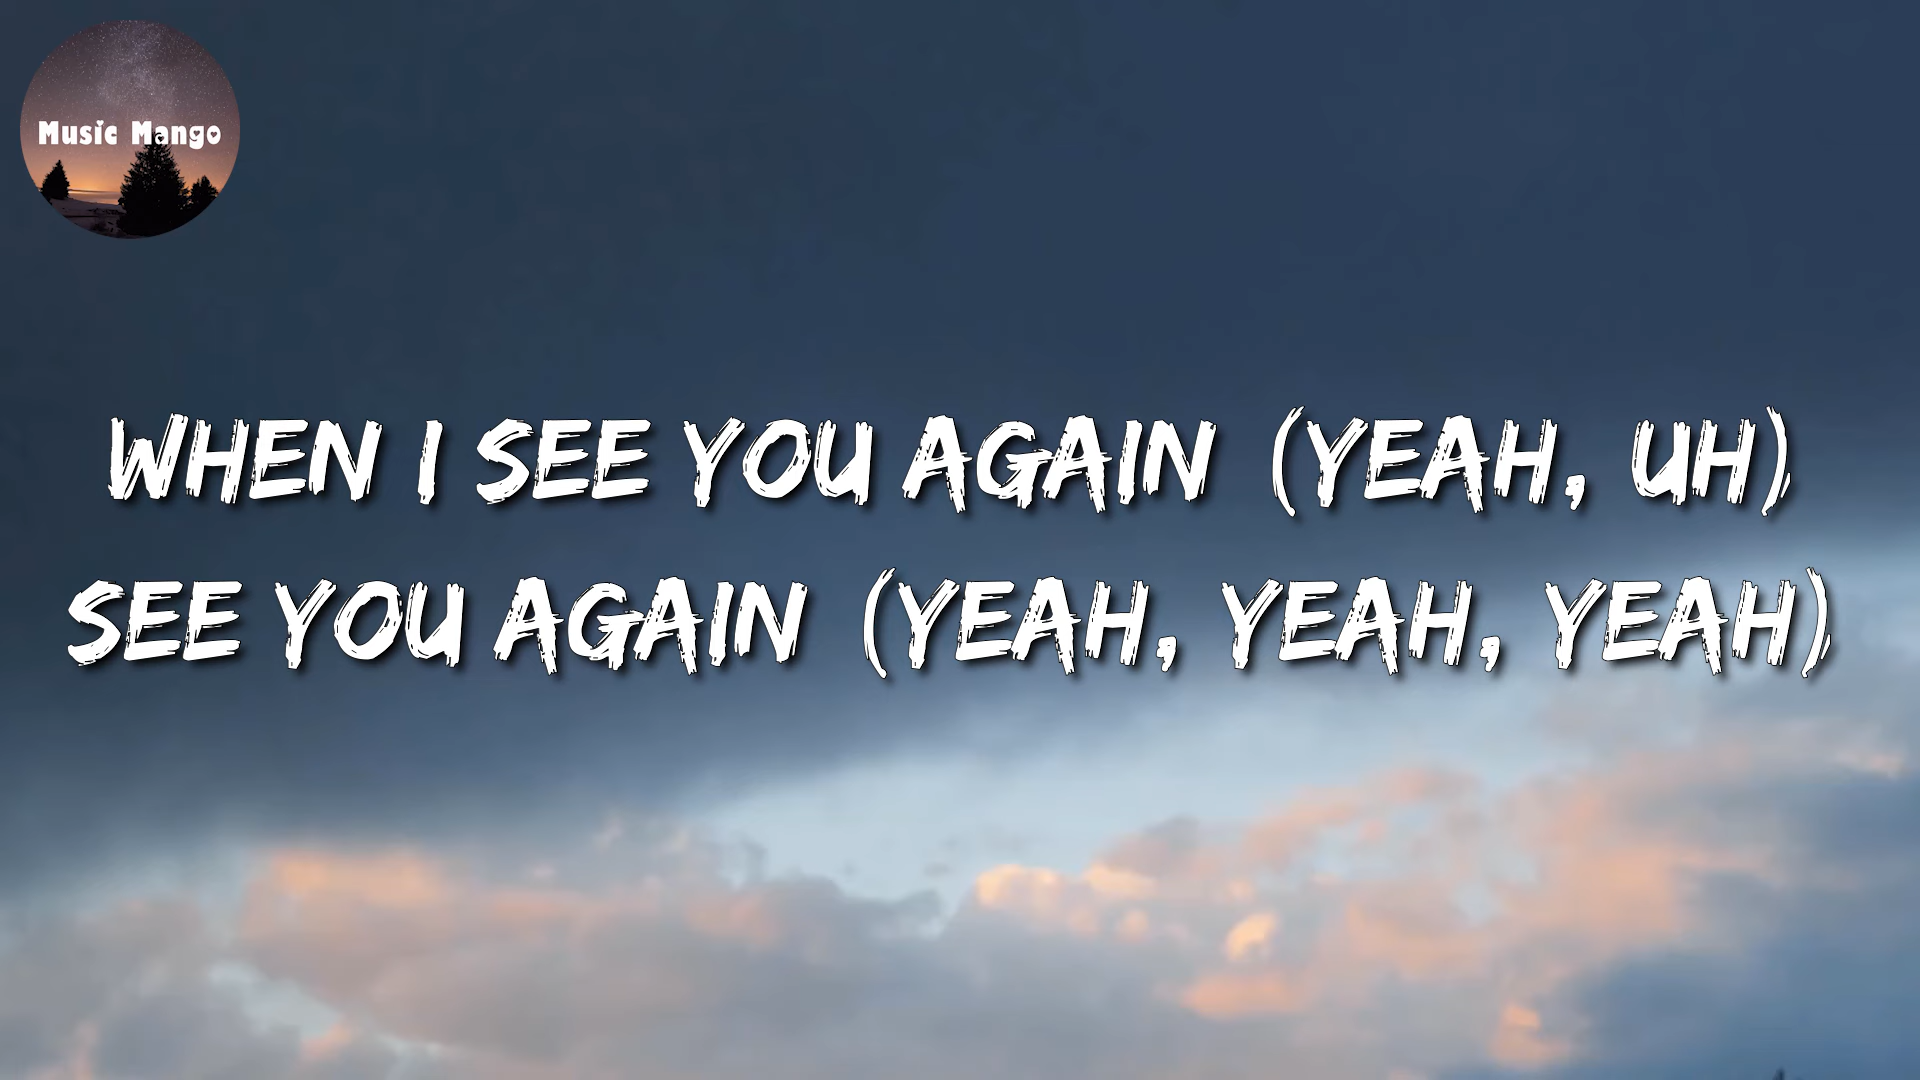 Music Mango
WHEN I SEE YOU AGAIN (YEAH, UH)
SEE YOU AGAIN (YEAH, YEAH, YEAH)